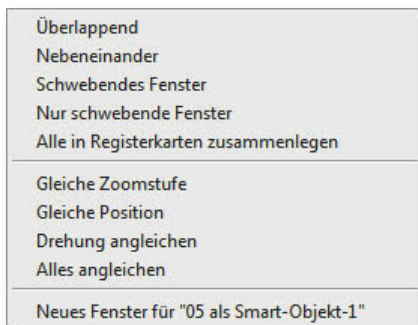 Überlappend
Nebeneinander
Schwebendes Fenster
Nur schwebende Fenster
Alle in Registerkarten zusammenlegen
Gleiche Zoomstufe
Gleiche Position
Drehung angleichen
Alles angleichen
Neues Fenster für "05 als Smart-Objekt-1"